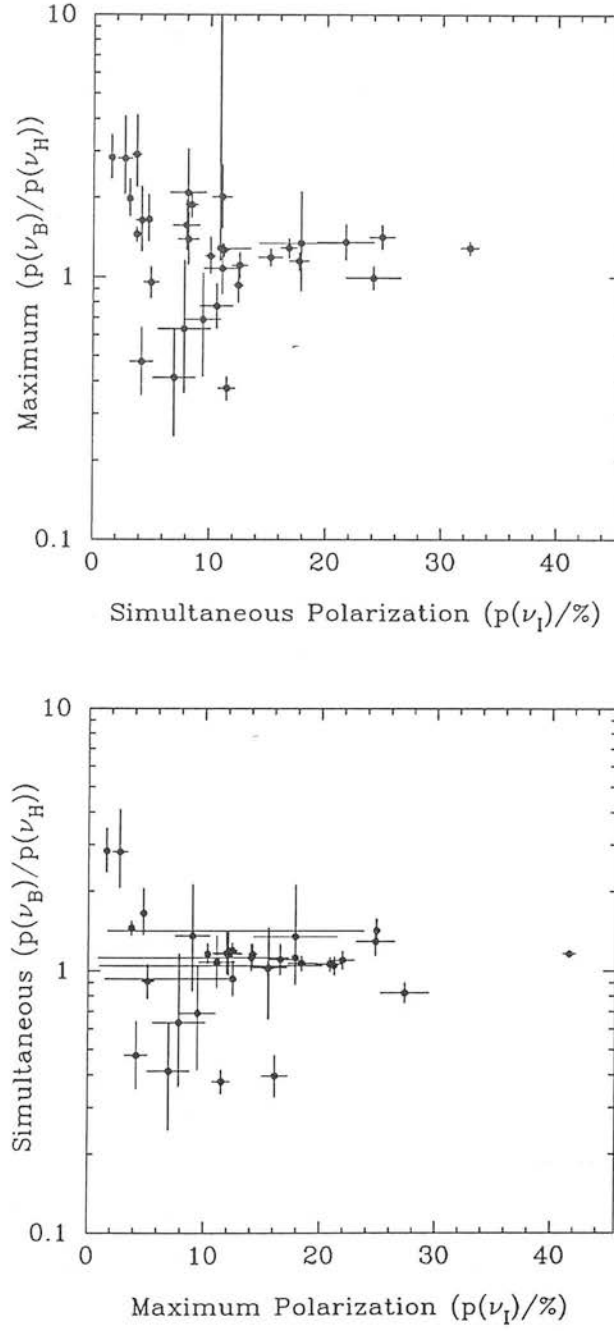 10
Maximum (p(ν_B)/p(ν_H))
1
0.1
0 10 20 30 40
Simultaneous Polarization (p(ν_I)/%)
10
Simultaneous (p(ν_B)/p(ν_H))
1
0.1
0 10 20 30 40
Maximum Polarization (p(ν_I)/%)